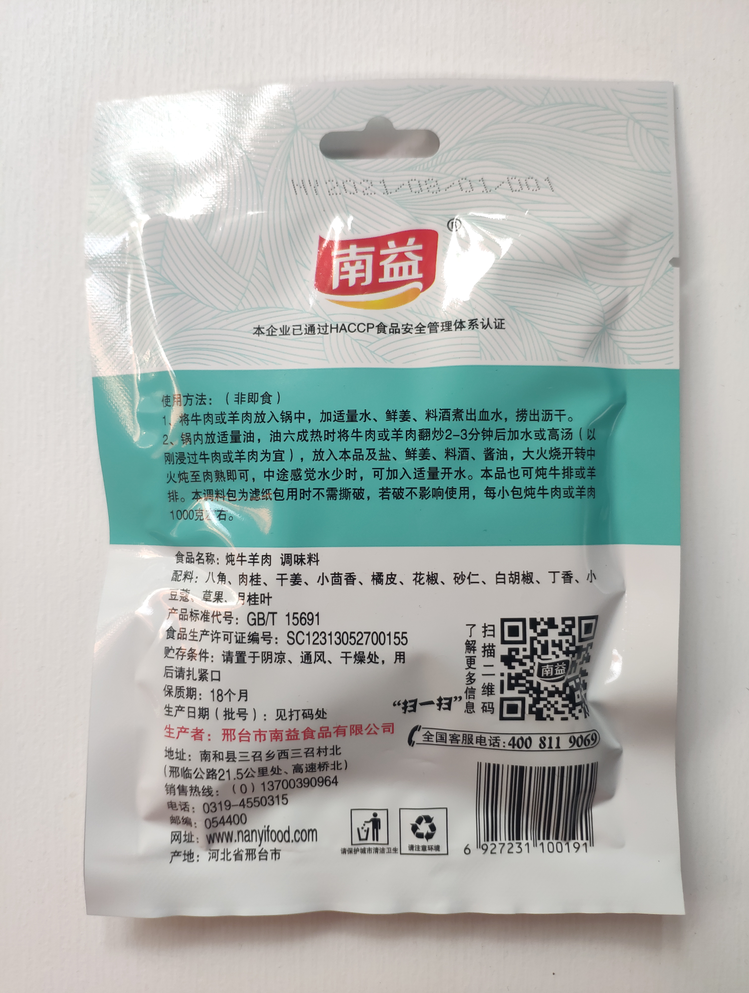 HY2021/08/01/D01
南益
®
本企业已通过HACCP食品安全管理体系认证
使用方法：（非即食）
1、将牛肉或羊肉放入锅中，加适量水、鲜姜、料酒煮出血水，捞出沥干。
2、锅内放适量油，油六成热时将牛肉或羊肉翻炒2-3分钟后加水或高汤（以
刚浸过牛肉或羊肉为宜），放入本品及盐、鲜姜、料酒、酱油，大火烧开转中
火炖至肉熟即可，中途感觉水少时，可加入适量开水。本品也可炖牛排或羊
排。本调料包为滤纸包用时不需撕破，若破不影响使用，每小包炖牛肉或羊肉
1000克左右。
食品名称：炖牛羊肉 调味料
配料：八角、肉桂、干姜、小茴香、橘皮、花椒、砂仁、白胡椒、丁香、小
豆蔻、草果、月桂叶
产品标准代号：GB/T 15691
食品生产许可证编号：SC12313052700155
贮存条件：请置于阴凉、通风、干燥处，用
后请扎紧口
保质期：18个月
生产日期（批号）：见打码处
生产者：邢台市南益食品有限公司
地址：南和县三召乡西三召村北
(邢临公路21.5公里处、高速桥北)
销售热线：（0）13700390964
电话：0319-4550315
邮编：054400
网址：www.nanyifood.com
产地：河北省邢台市
扫描二维码
了解更多信息
“扫一扫”
南益
全国客服电话:400 811 9069
请保护城市清洁卫生
请注意环境
6 927231 100191